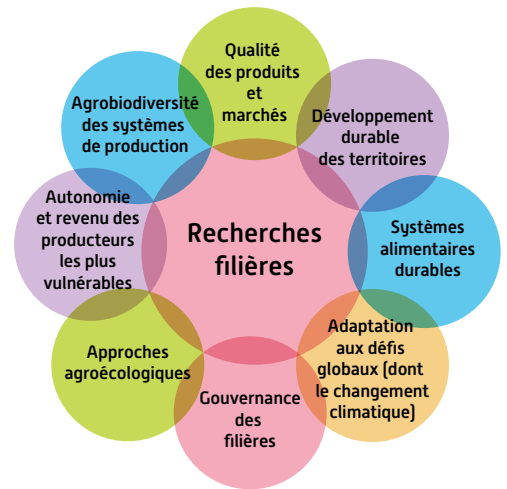 Qualité
des produits
et
marchés
Développement
durable
des territoires
Systèmes
alimentaires
durables
Adaptation
aux défis
globaux (dont
le changement
climatique)
Gouvernance
des
filières
Approches
agroécologiques
Autonomie
et revenu des
producteurs
les plus
vulnérables
Agrobiodiversité
des systèmes
de production
Recherches
filières